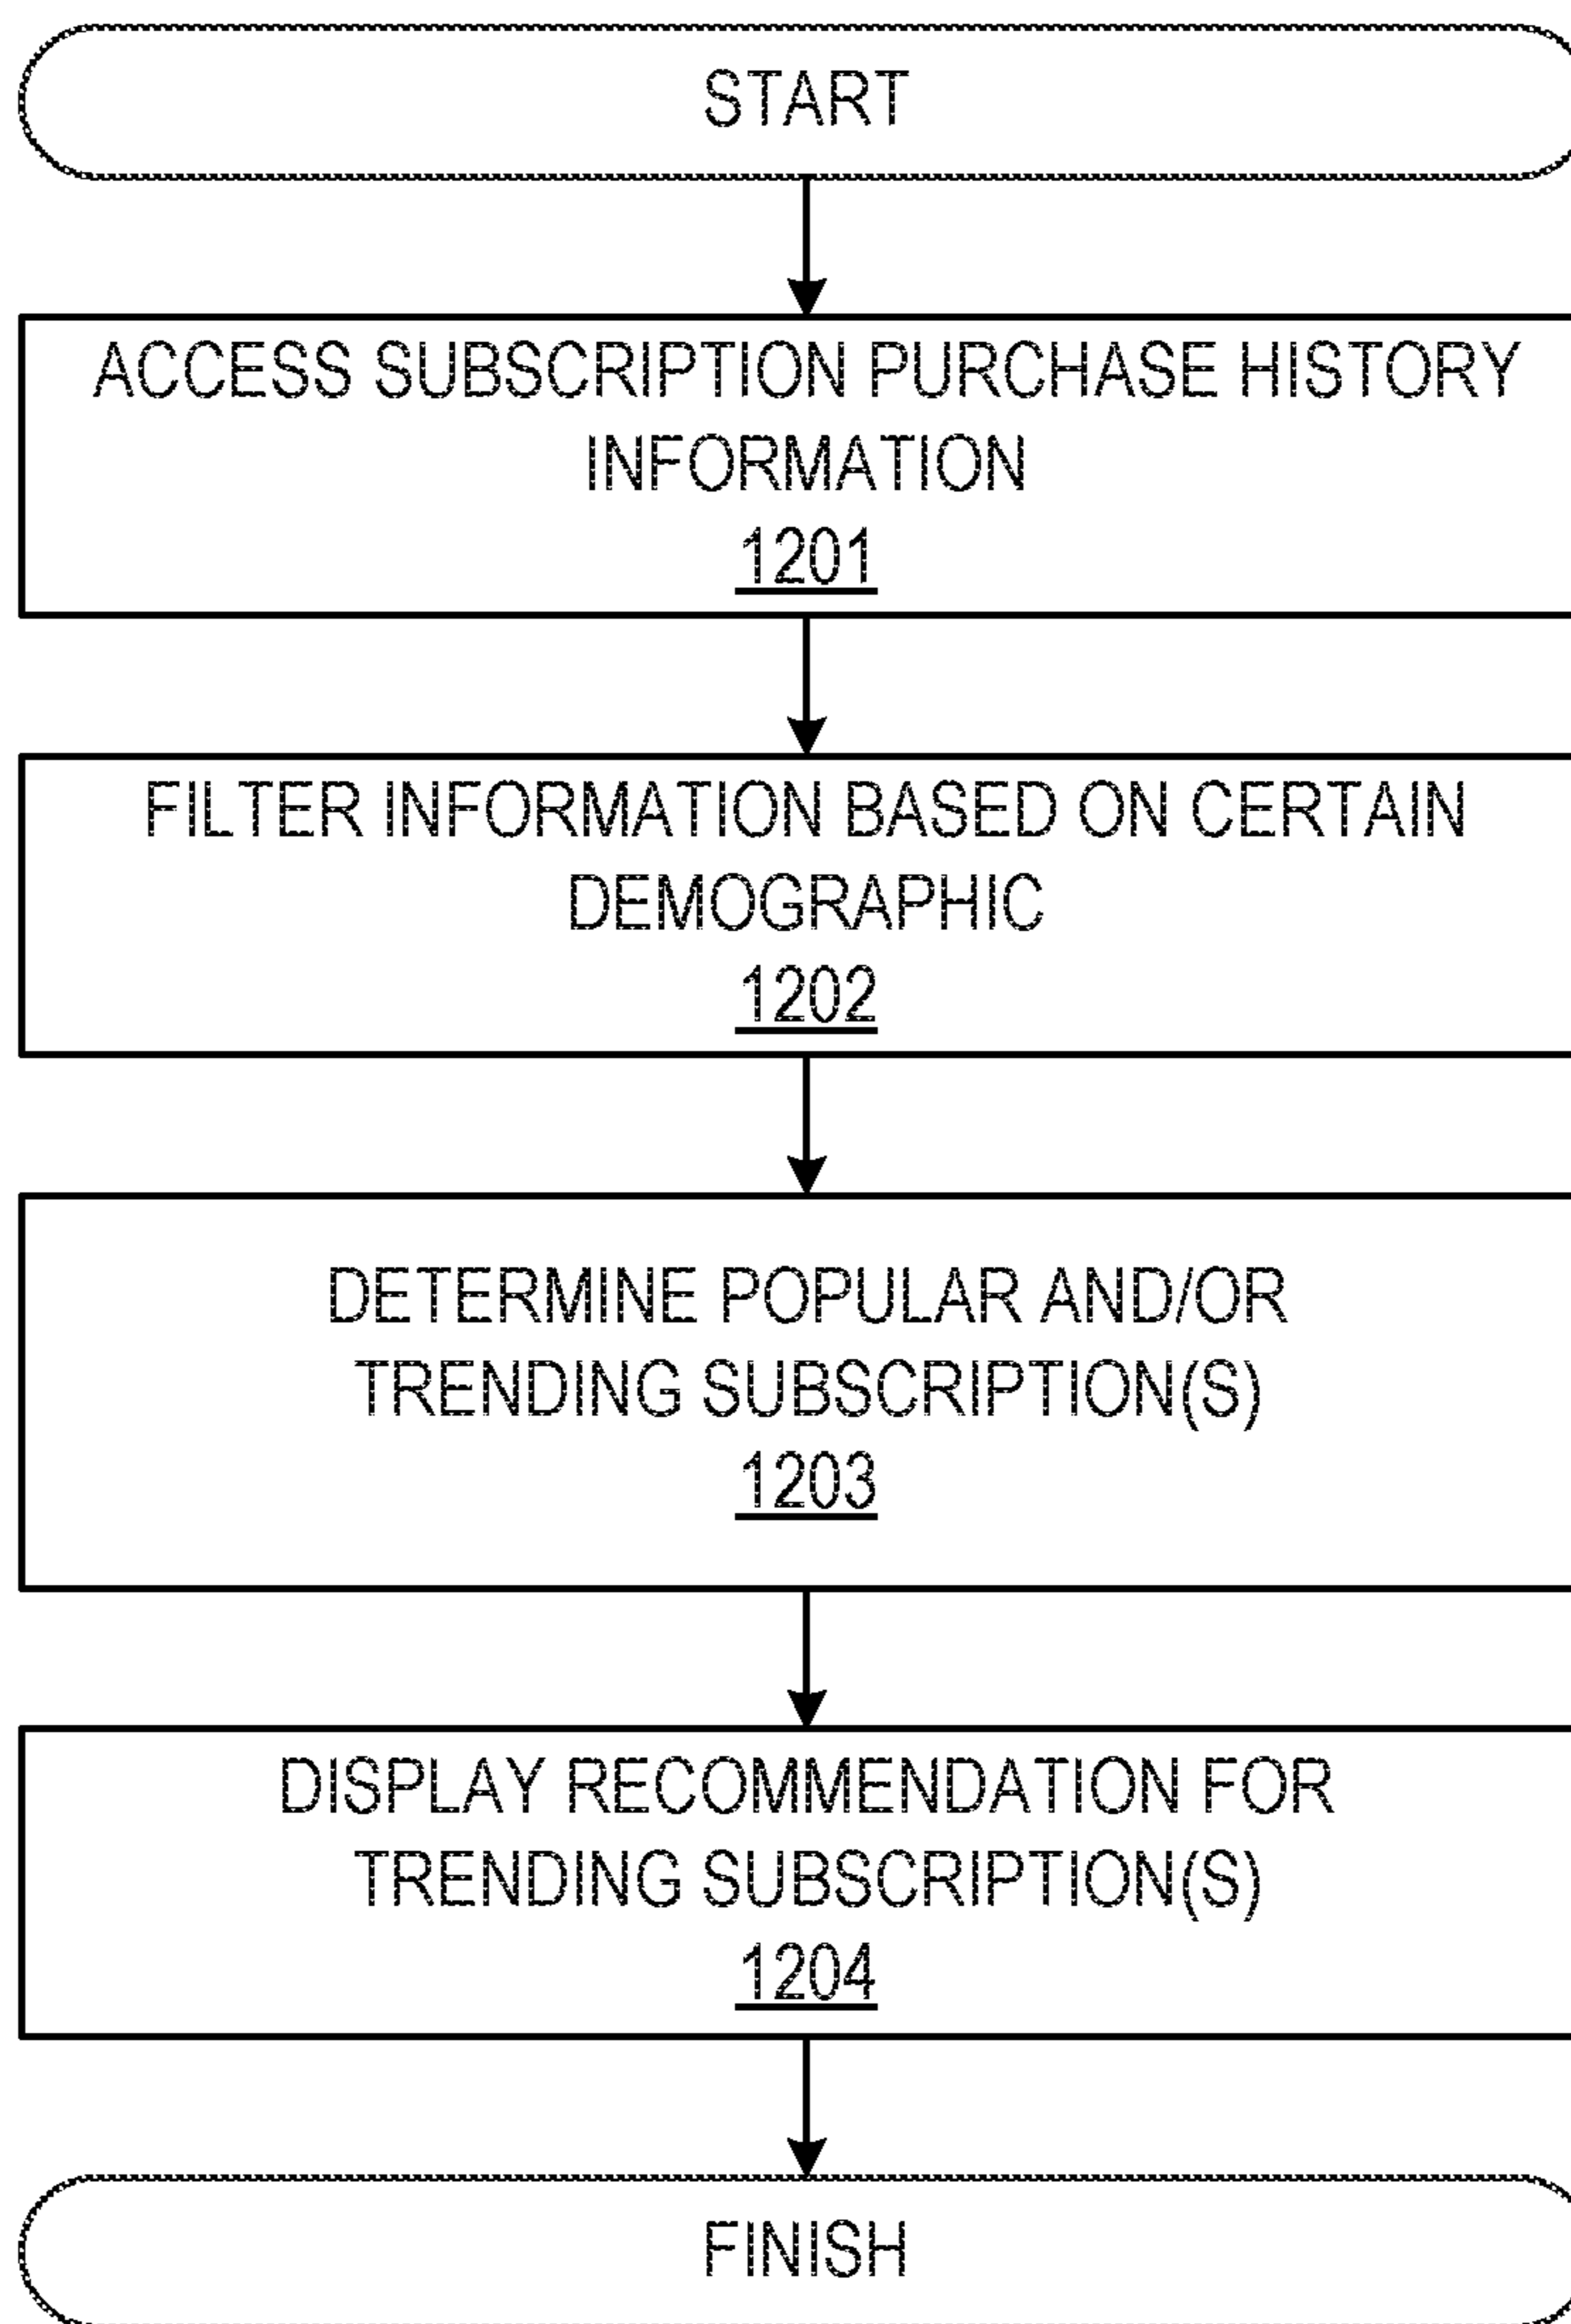 START
ACCESS SUBSCRIPTION PURCHASE HISTORY
INFORMATION
1201
FILTER INFORMATION BASED ON CERTAIN
DEMOGRAPHIC
1202
DETERMINE POPULAR AND/OR
TRENDING SUBSCRIPTION(S)
1203
DISPLAY RECOMMENDATION FOR
TRENDING SUBSCRIPTION(S)
1204
FINISH